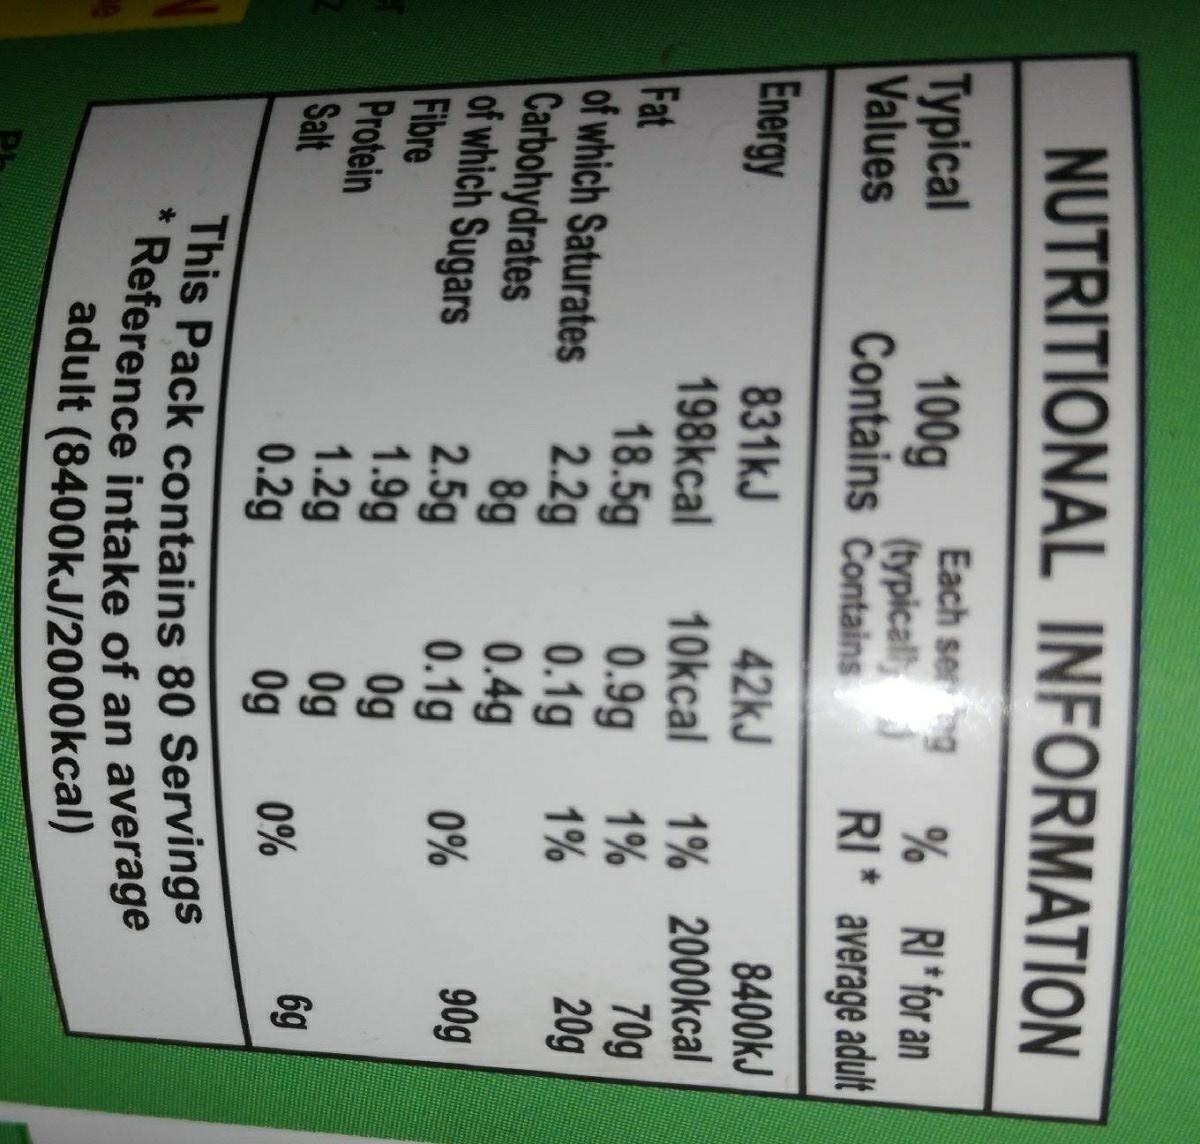 NUTRITIONAL INFORMATION
Typical 100g Each % RI* for an
Values Contains Contains RI* average adult
Energy 831kJ 42kJ 8400kJ
198kcal 10kcal 1% 2000kcal
Fat 18.5g 0.9g 1% 70g
of which Saturates 2.2g 0.1g 1% 20g
Carbohydrates 8g 0.4g
of which Sugars 2.5g 0.1g 0% 90g
Fibre 1.9g 0g
Protein 1.2g 0g
Salt 0.2g 0g 0% 6g
This Pack contains 80 Servings
* Reference intake of an average
adult (8400kJ/2000kcal)